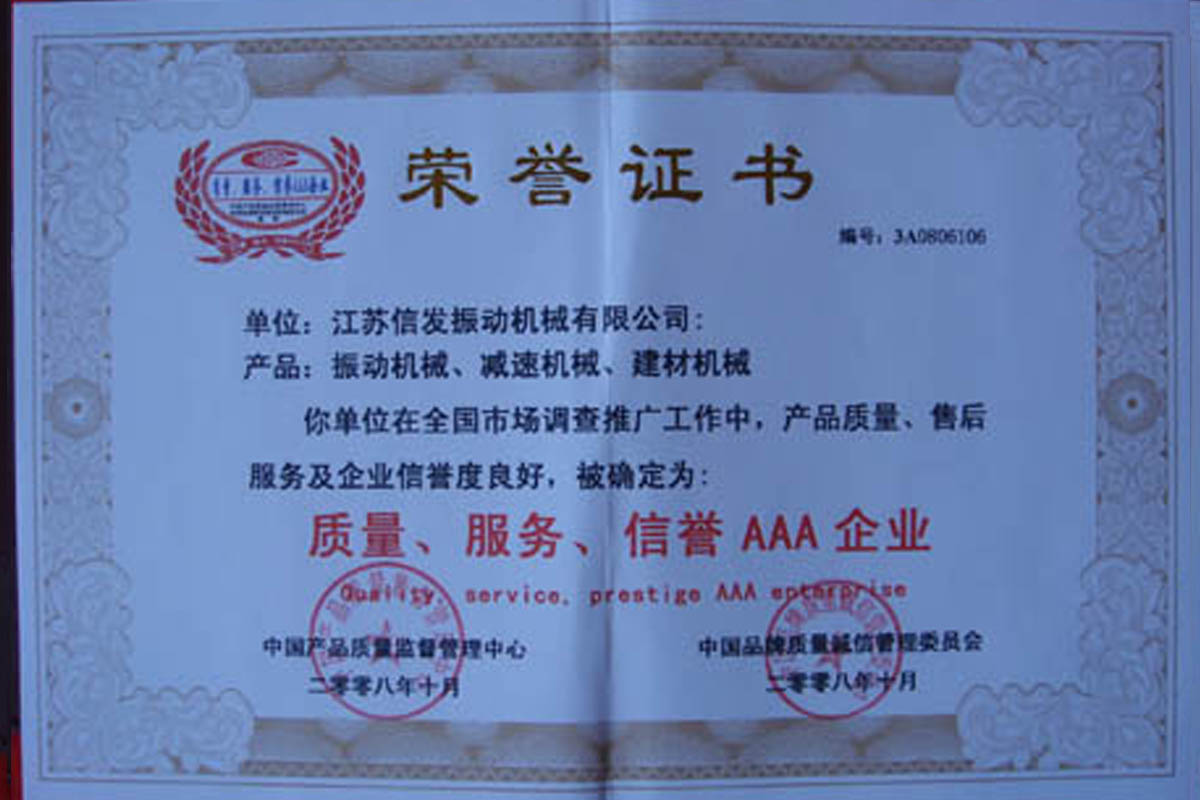 荣誉证书
编号：3A0806106
单位：江苏信发振动机械有限公司：
产品：振动机械、减速机械、建材机械
你单位在全国市场调查推广工作中，产品质量、售后
服务及企业信誉度良好，被确定为：
质量、服务、信誉 AAA 企业
Quality, service, prestige AAA enterprise
中国产品质量监督管理中心
中国品牌质量誠信管理委员会
二零零八年十月
二零零八年十月